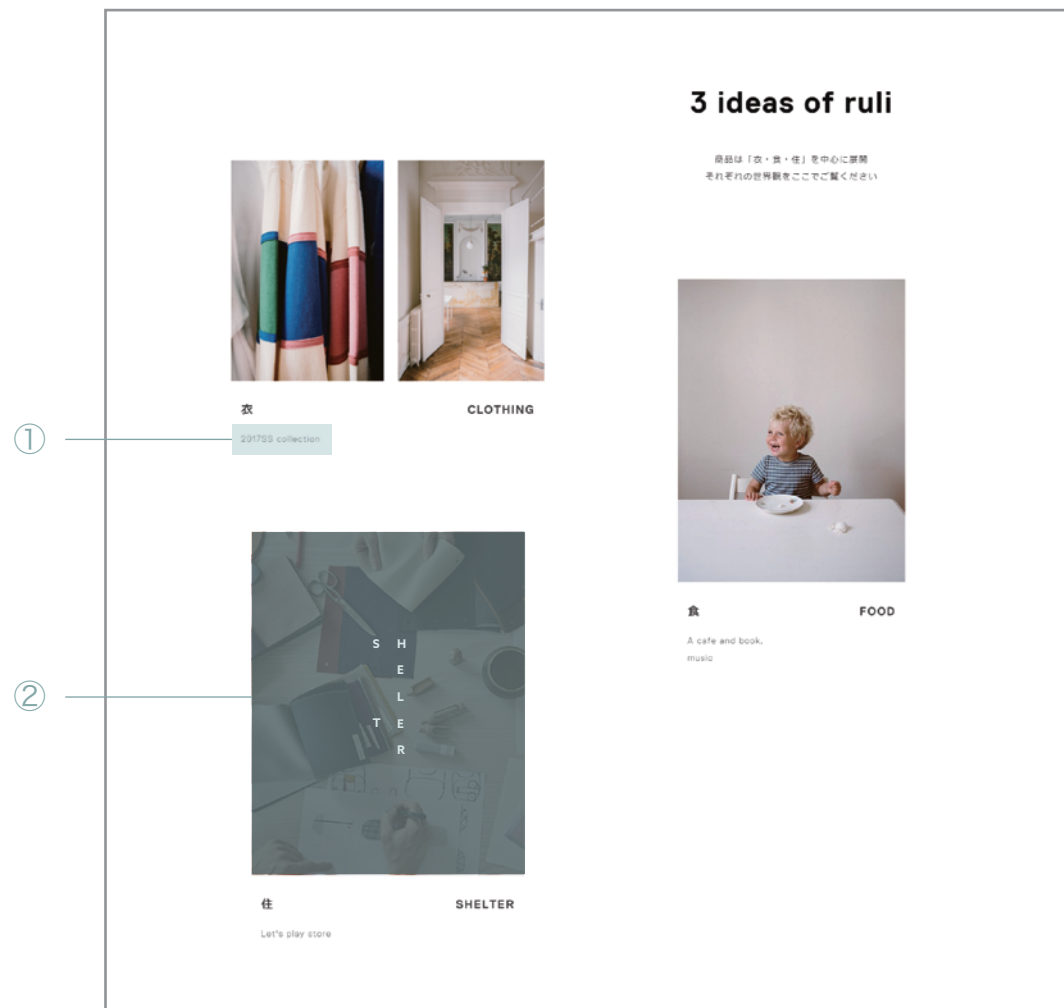 3 ideas of ruli
商品は「衣・食・住」を中心に展開
それぞれの世界観をここでご覧ください
衣 CLOTHING
① 2017SS collection
食 FOOD
A cafe and book,
music
②
S H
E
L
T E
R
住 SHELTER
Let's play store